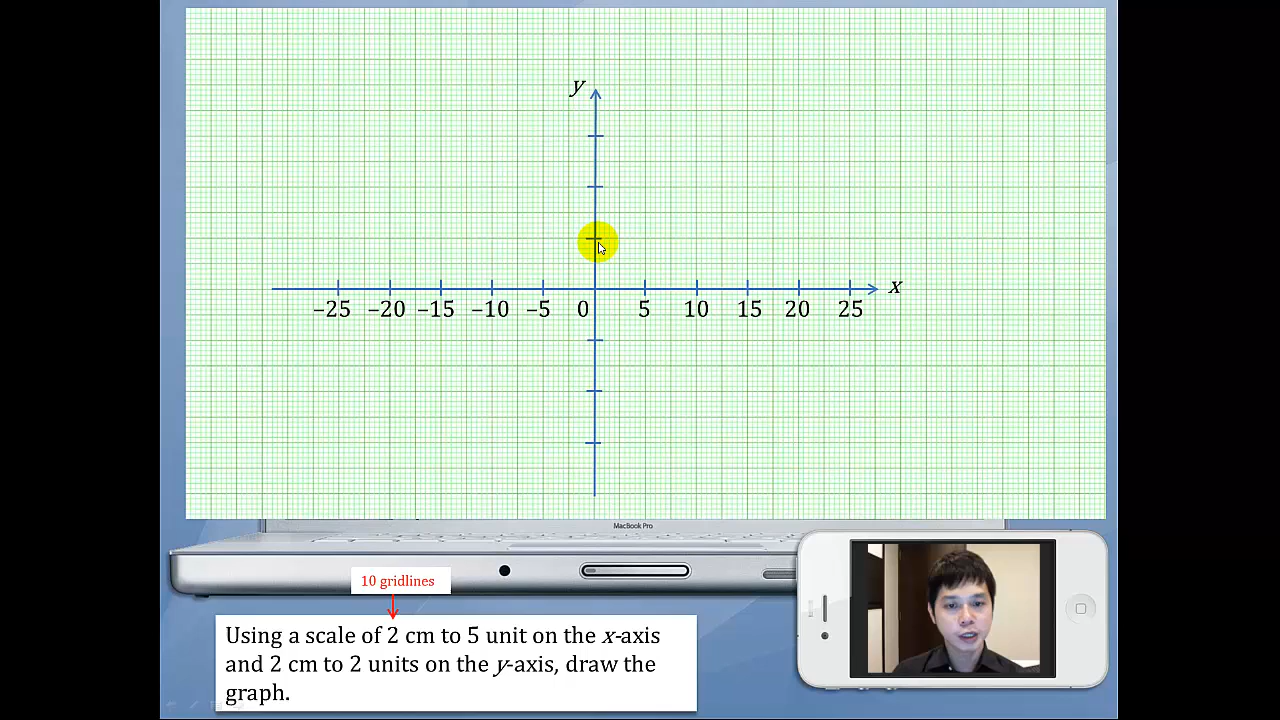 y
x
–25 –20 –15 –10 –5 0 5 10 15 20 25
MacBook Pro
10 gridlines
Using a scale of 2 cm to 5 unit on the x-axis
and 2 cm to 2 units on the y-axis, draw the
graph.